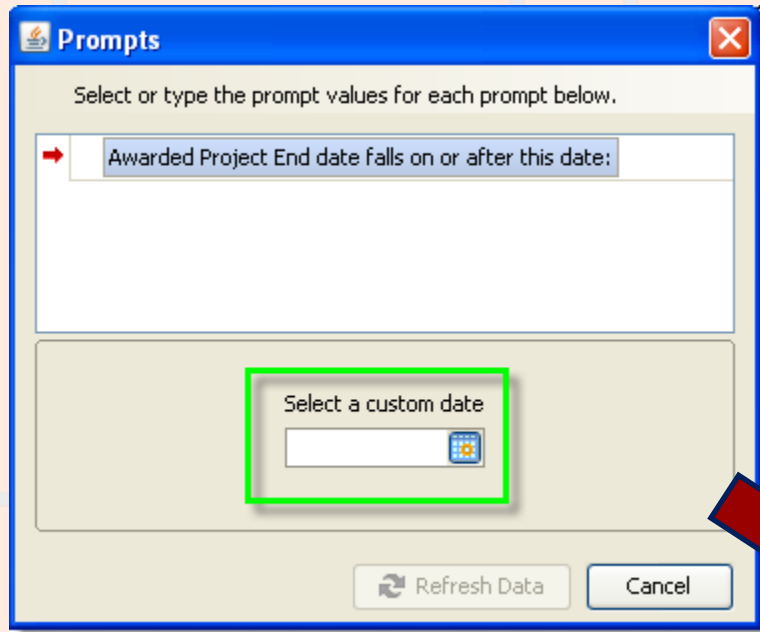 Prompts
Select or type the prompt values for each prompt below.
Awarded Project End date falls on or after this date:
Select a custom date
Refresh Data
Cancel